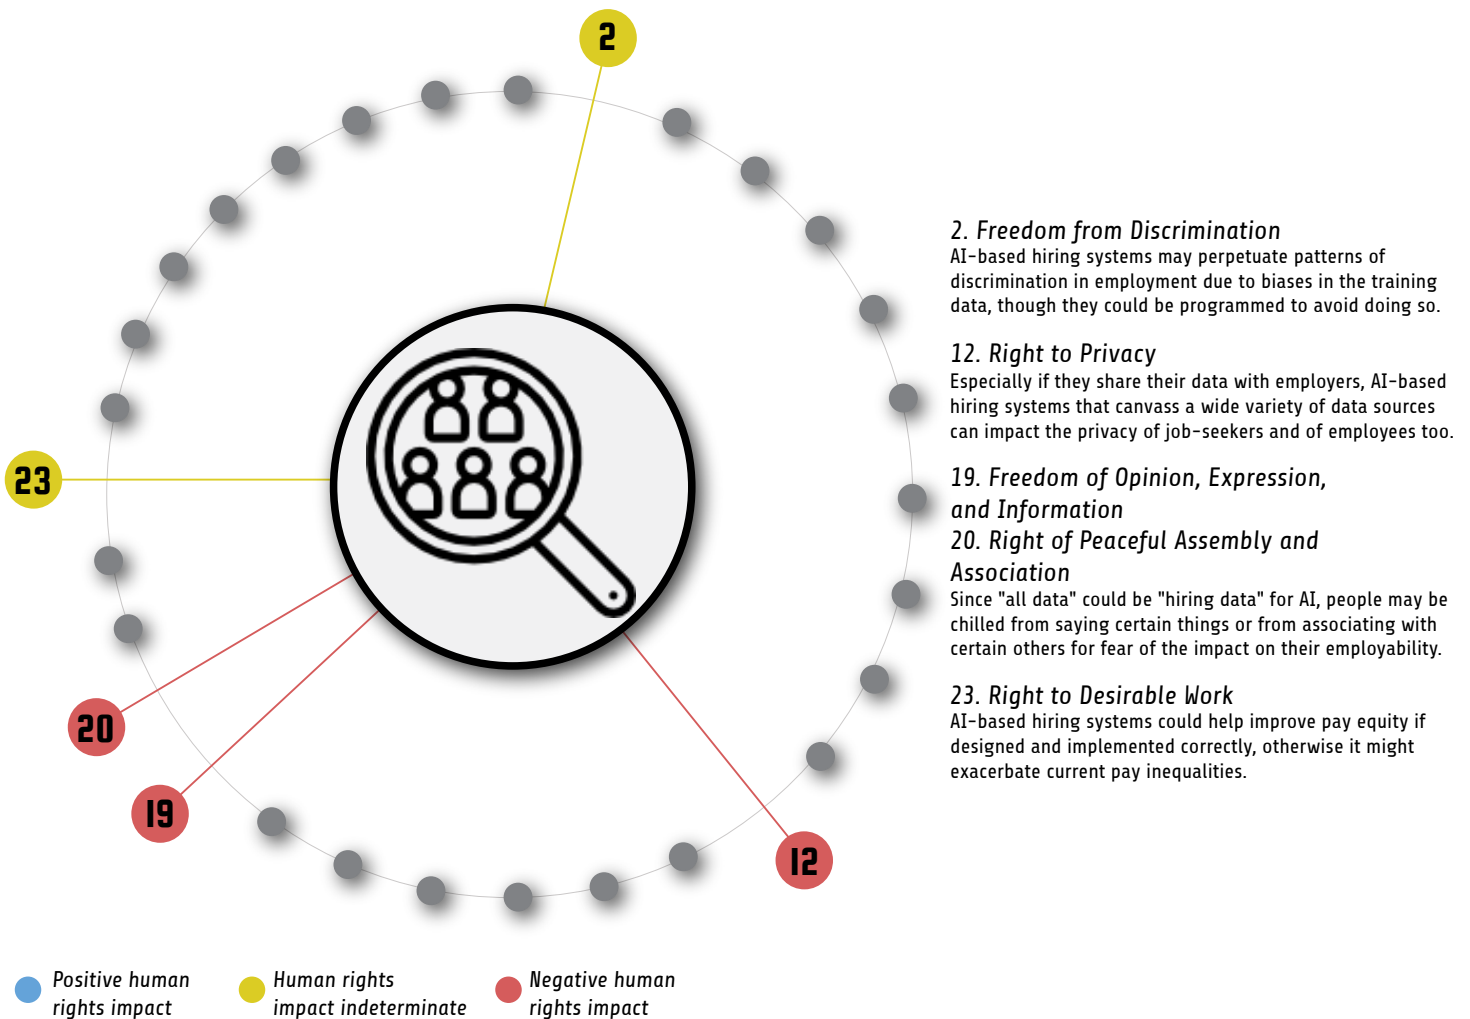 2
23
20
19
12
2. Freedom from Discrimination
AI-based hiring systems may perpetuate patterns of
discrimination in employment due to biases in the training
data, though they could be programmed to avoid doing so.
12. Right to Privacy
Especially if they share their data with employers, AI-based
hiring systems that canvass a wide variety of data sources
can impact the privacy of job-seekers and of employees too.
19. Freedom of Opinion, Expression,
and Information
20. Right of Peaceful Assembly and
Association
Since "all data" could be "hiring data" for AI, people may be
chilled from saying certain things or from associating with
certain others for fear of the impact on their employability.
23. Right to Desirable Work
AI-based hiring systems could help improve pay equity if
designed and implemented correctly, otherwise it might
exacerbate current pay inequalities.
Positive human
rights impact
Human rights
impact indeterminate
Negative human
rights impact